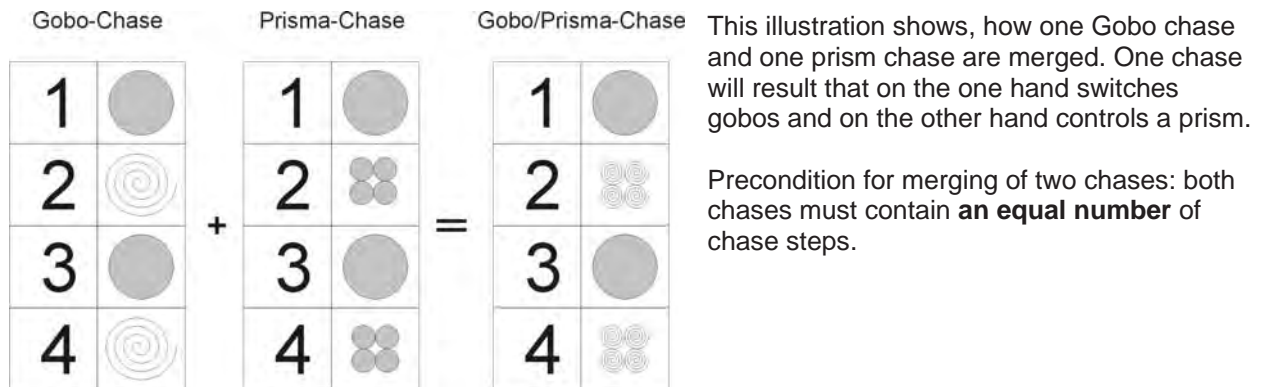 Gobo-Chase Prisma-Chase Gobo/Prisma-Chase
1 1 1
2 2 2
+ =
3 3 3
4 4 4
This illustration shows, how one Gobo chase
and one prism chase are merged. One chase
will result that on the one hand switches
gobos and on the other hand controls a prism.
Precondition for merging of two chases: both
chases must contain an equal number of
chase steps.